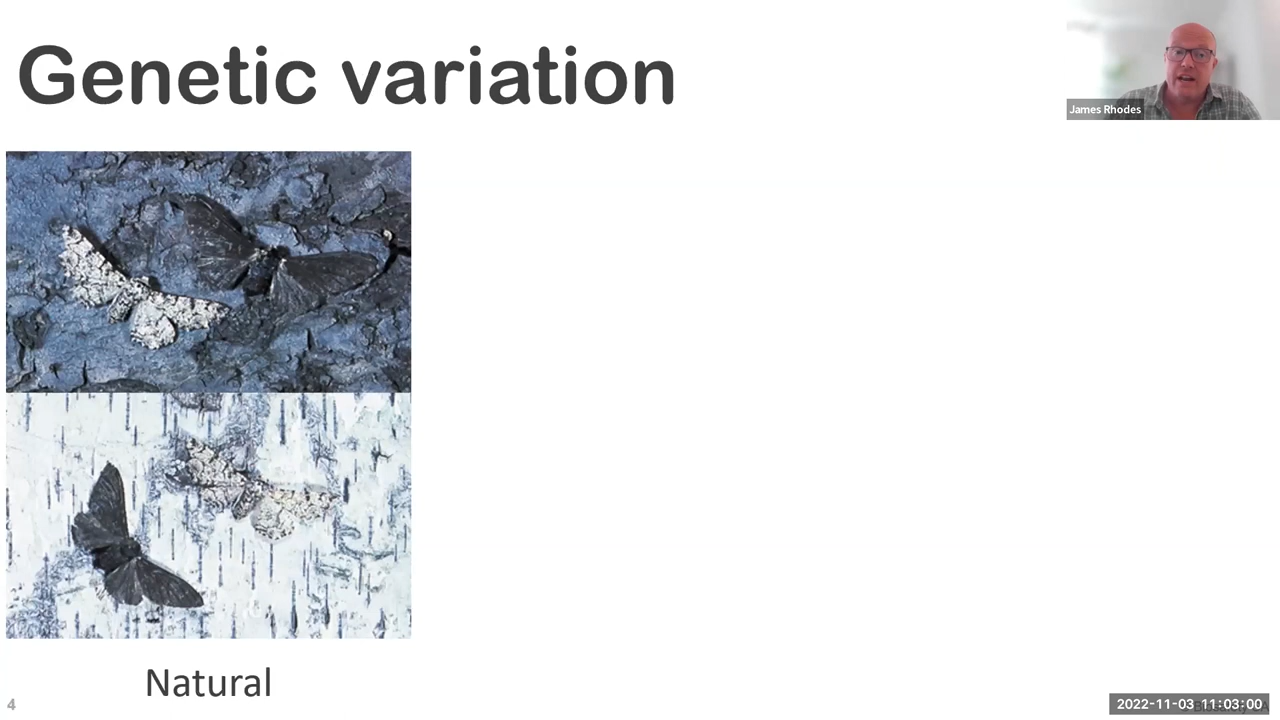 Genetic variation
James Rhodes
Natural
4
2022-11-03 11:03:00